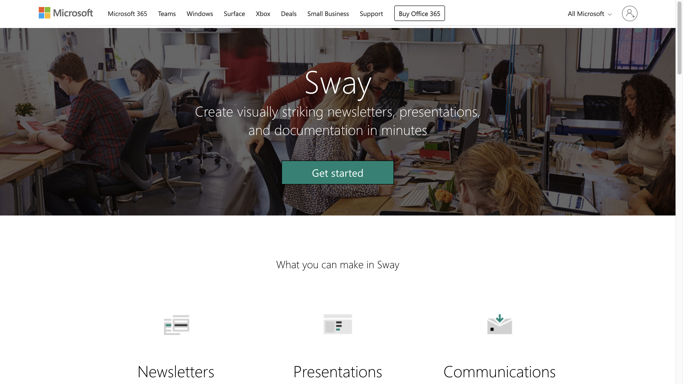 Microsoft
Microsoft 365 Teams Windows Surface Xbox Deals Small Business Support Buy Office 365 All Microsoft
Sway
Create visually striking newsletters, presentations,
and documentation in minutes
Get started
What you can make in Sway
Newsletters Presentations Communications